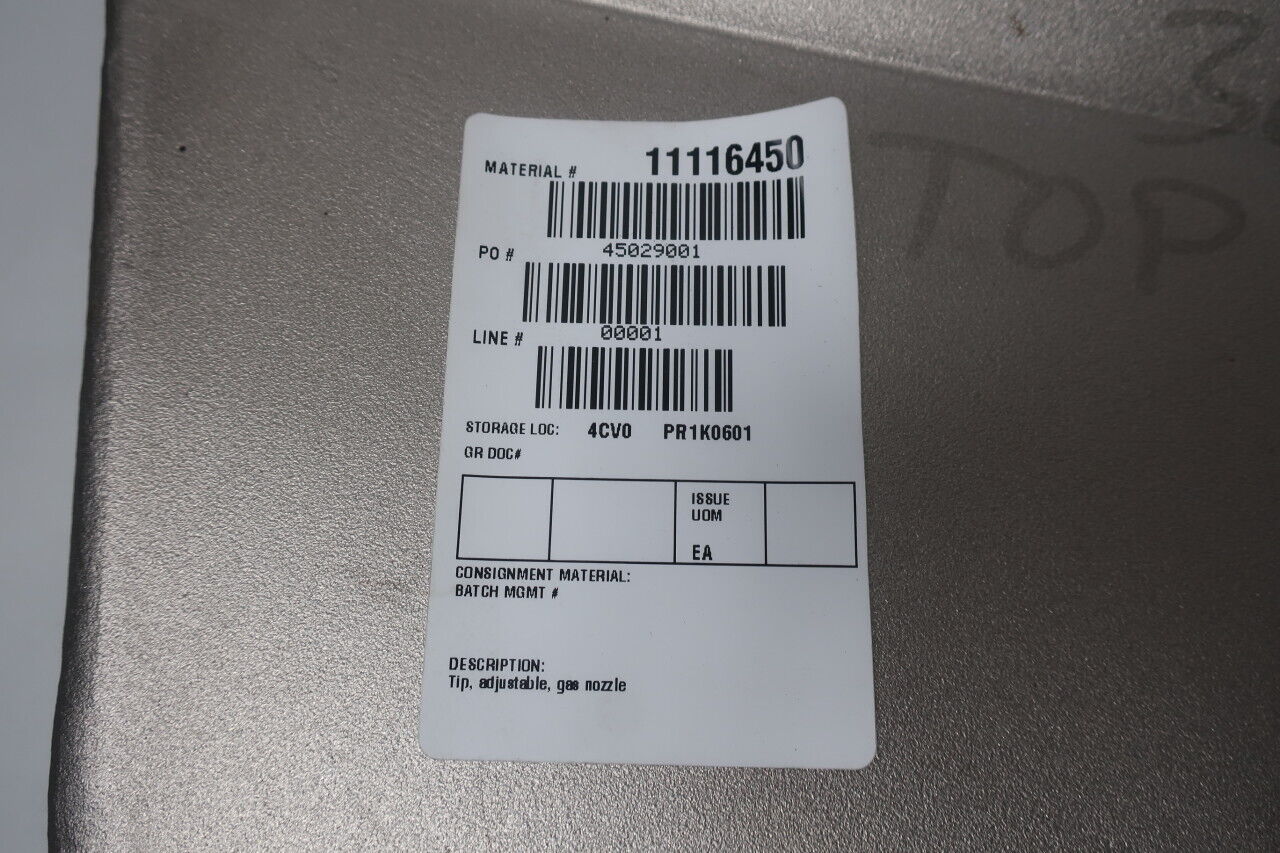 TOP
MATERIAL # 11116450
PO # 45029001
LINE # 00001
STORAGE LOC: 4CV0 PR1K0601
GR DOC#
ISSUE
UOM
EA
CONSIGNMENT MATERIAL:
BATCH MGMT #
DESCRIPTION:
Tip, adjustable, gas nozzle